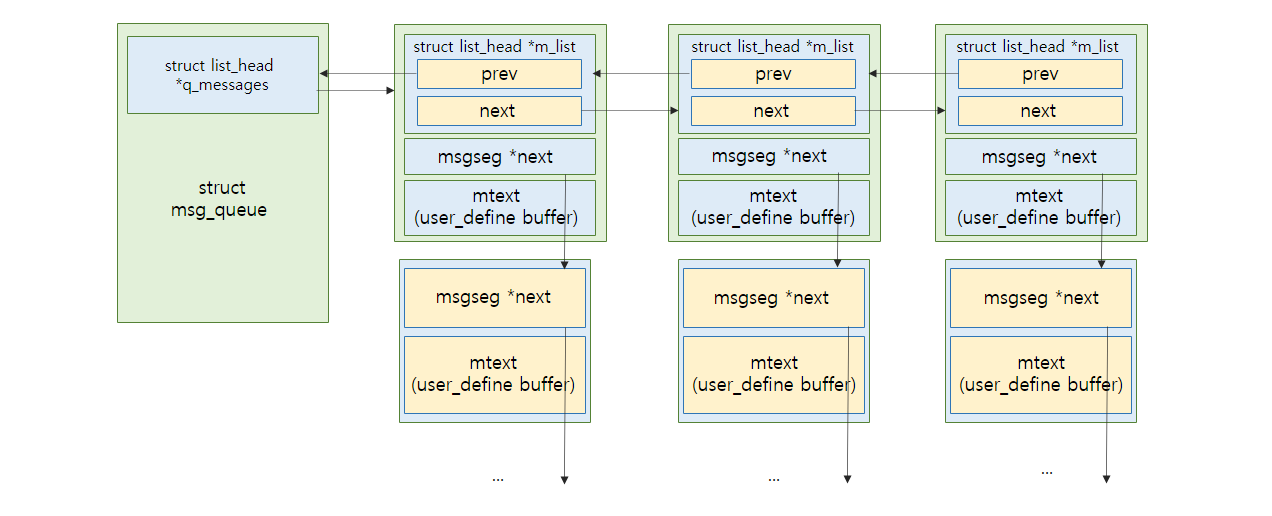 struct list_head
*q_messages
struct
msg_queue
struct list_head *m_list
prev
next
msgseg *next
mtext
(user_define buffer)
msgseg *next
mtext
(user_define buffer)
...
struct list_head *m_list
prev
next
msgseg *next
mtext
(user_define buffer)
msgseg *next
mtext
(user_define buffer)
...
struct list_head *m_list
prev
next
msgseg *next
mtext
(user_define buffer)
msgseg *next
mtext
(user_define buffer)
...